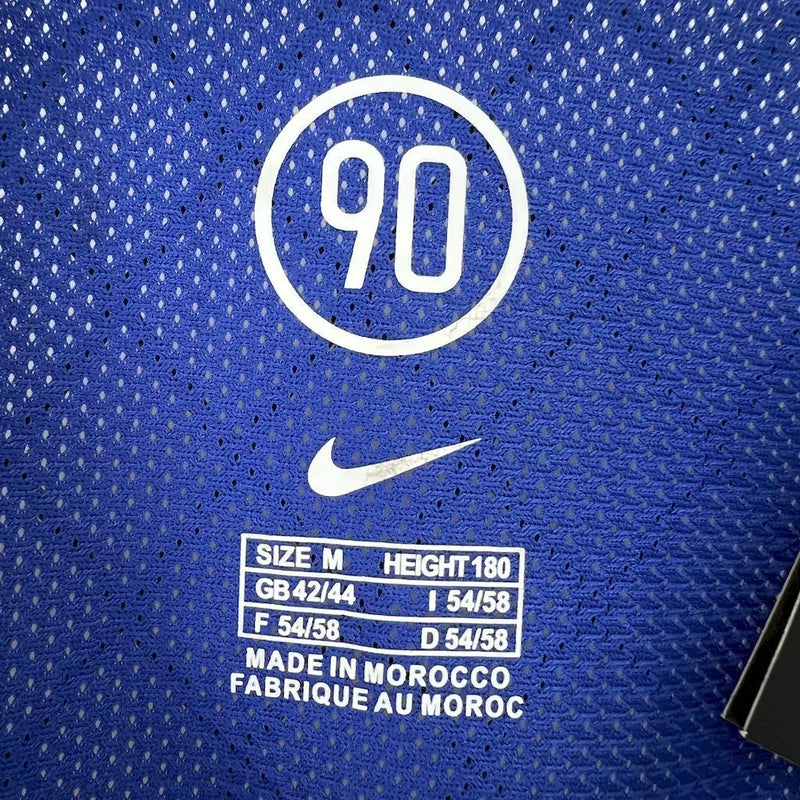 90
SIZE M HEIGHT 180
GB 42/44 I 54/58
F 54/58 D 54/58
MADE IN MOROCCO
FABRIQUE AU MOROC